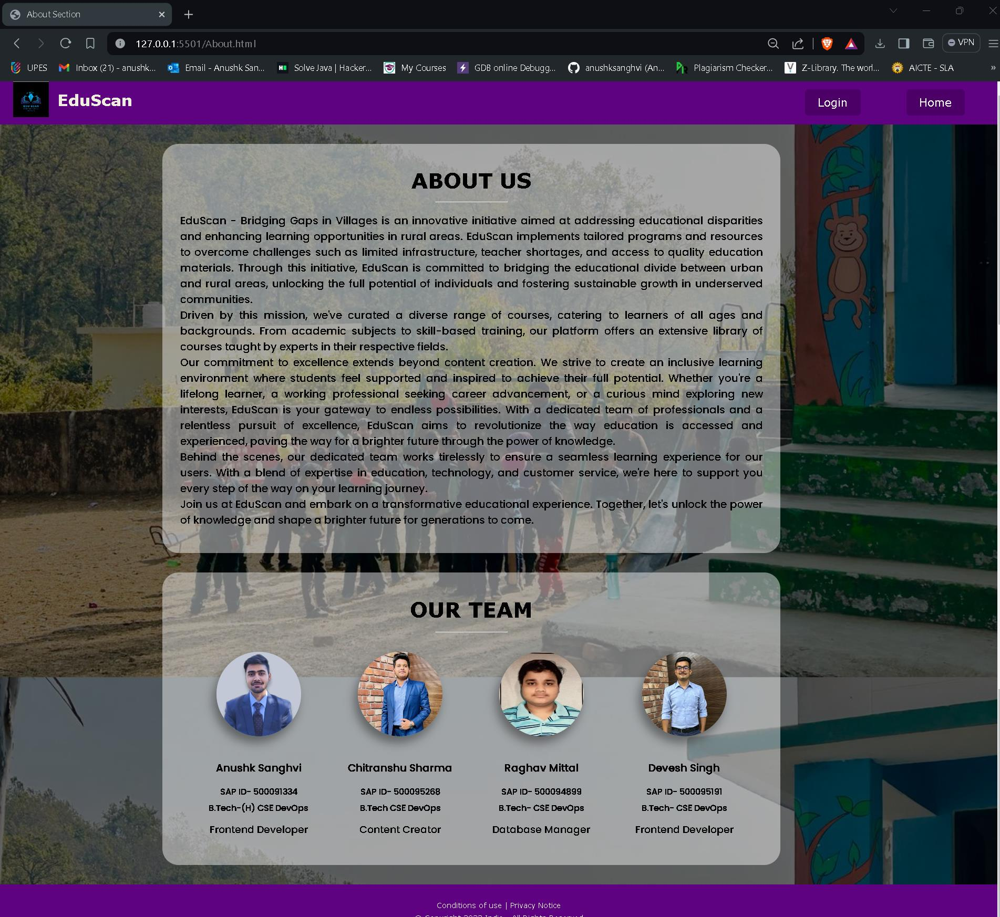 About Section
127.0.0.1:5501/About.html
VPN
UPES
Inbox (21) - anushk...
Email - Anushk San...
Solve Java | Hacker...
My Courses
GDB online Debugg...
anushksanghvi (An...
Plagiarism Checker...
Z-Library. The worl...
AICTE - SLA
»
EDU SCAN
EduScan
Login
Home
ABOUT US
EduScan - Bridging Gaps in Villages is an innovative initiative aimed at addressing educational disparities
and enhancing learning opportunities in rural areas. EduScan implements tailored programs and resources
to overcome challenges such as limited infrastructure, teacher shortages, and access to quality education
materials. Through this initiative, EduScan is committed to bridging the educational divide between urban
and rural areas, unlocking the full potential of individuals and fostering sustainable growth in underserved
communities.
Driven by this mission, we've curated a diverse range of courses, catering to learners of all ages and
backgrounds. From academic subjects to skill-based training, our platform offers an extensive library of
courses taught by experts in their respective fields.
Our commitment to excellence extends beyond content creation. We strive to create an inclusive learning
environment where students feel supported and inspired to achieve their full potential. Whether you're a
lifelong learner, a working professional seeking career advancement, or a curious mind exploring new
interests, EduScan is your gateway to endless possibilities. With a dedicated team of professionals and a
relentless pursuit of excellence, EduScan aims to revolutionize the way education is accessed and
experienced, paving the way for a brighter future through the power of knowledge.
Behind the scenes, our dedicated team works tirelessly to ensure a seamless learning experience for our
users. With a blend of expertise in education, technology, and customer service, we're here to support you
every step of the way on your learning journey.
Join us at EduScan and embark on a transformative educational experience. Together, let's unlock the power
of knowledge and shape a brighter future for generations to come.
OUR TEAM
Anushk Sanghvi
SAP ID- 500091334
B.Tech-(H) CSE DevOps
Frontend Developer
Chitranshu Sharma
SAP ID- 500095268
B.Tech CSE DevOps
Content Creator
Raghav Mittal
SAP ID- 500094899
B.Tech- CSE DevOps
Database Manager
Devesh Singh
SAP ID- 500095191
B.Tech- CSE DevOps
Frontend Developer
Conditions of use | Privacy Notice